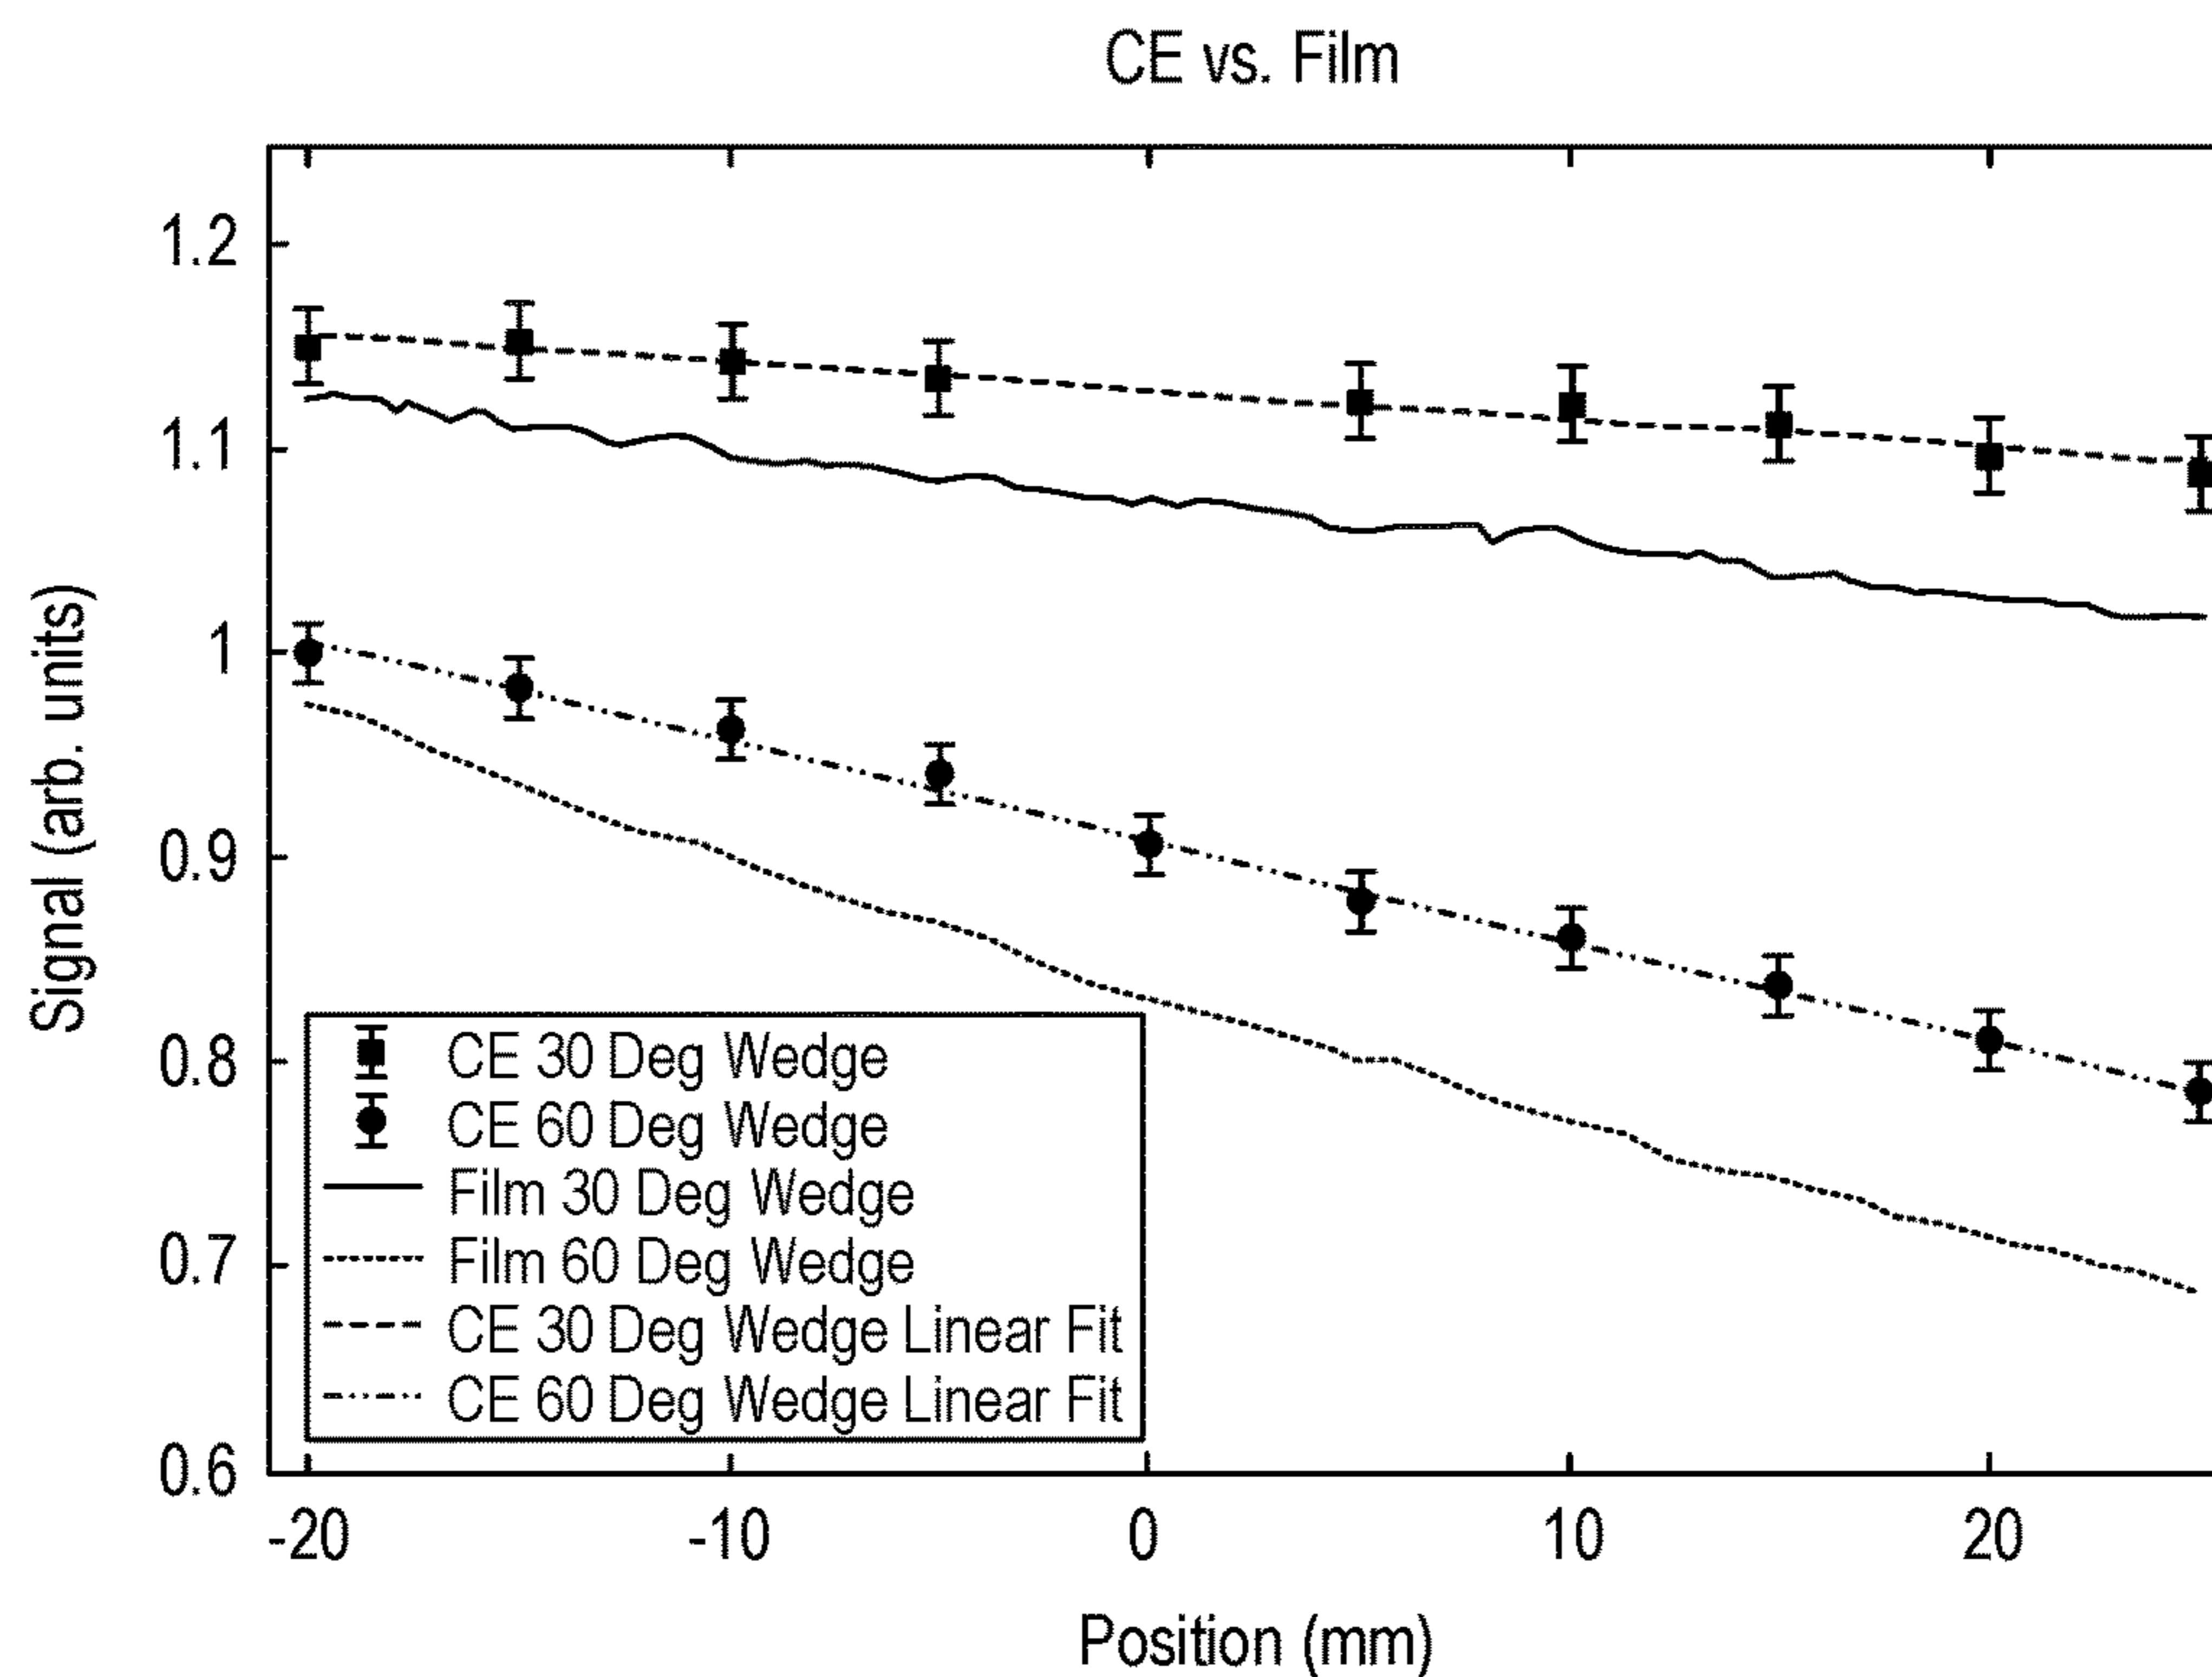 CE vs. Film
Signal (arb. units)
1.2
1.1
1
0.9
0.8
0.7
0.6
CE 30 Deg Wedge
CE 60 Deg Wedge
Film 30 Deg Wedge
Film 60 Deg Wedge
CE 30 Deg Wedge Linear Fit
CE 60 Deg Wedge Linear Fit
-20 -10 0 10 20
Position (mm)